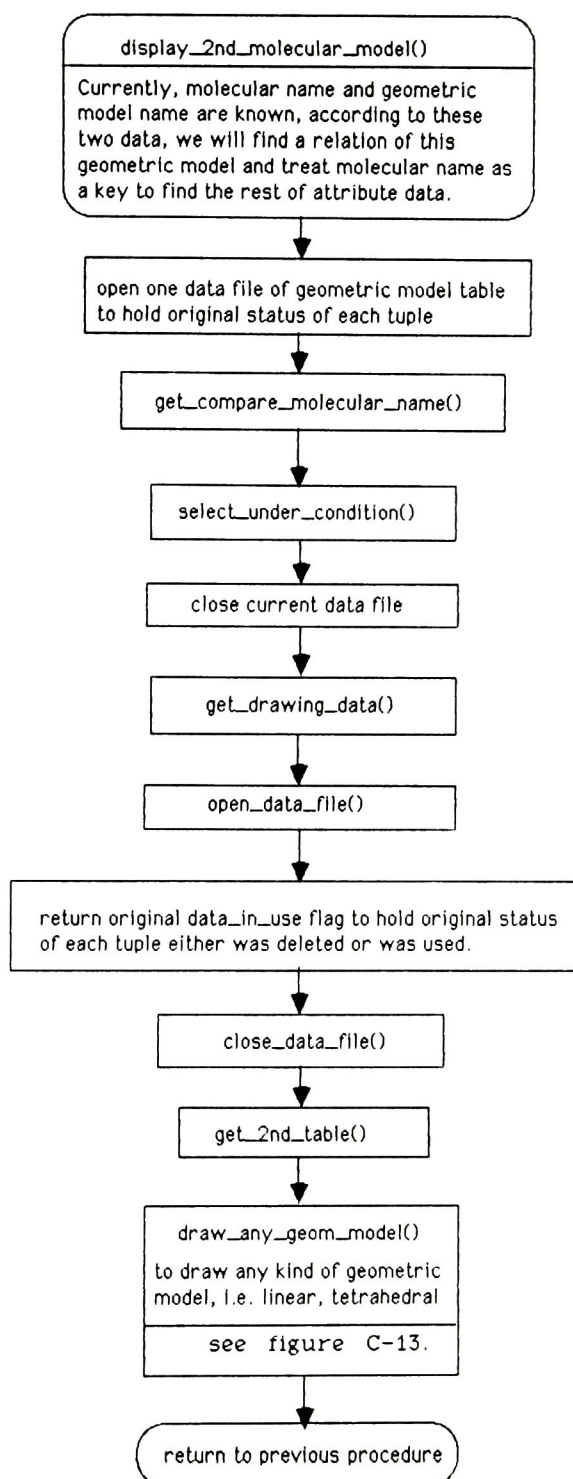 display_2nd_molecular_model()
Currently, molecular name and geometric
model name are known, according to these
two data, we will find a relation of this
geometric model and treat molecular name as
a key to find the rest of attribute data.
open one data file of geometric model table
to hold original status of each tuple
get_compare_molecular_name()
select_under_condition()
close current data file
get_drawing_data()
open_data_file()
return original data_in_use flag to hold original status
of each tuple either was deleted or was used.
close_data_file()
get_2nd_table()
draw_any_geom_model()
to draw any kind of geometric
model, i.e. linear, tetrahedral
see figure C-13.
return to previous procedure